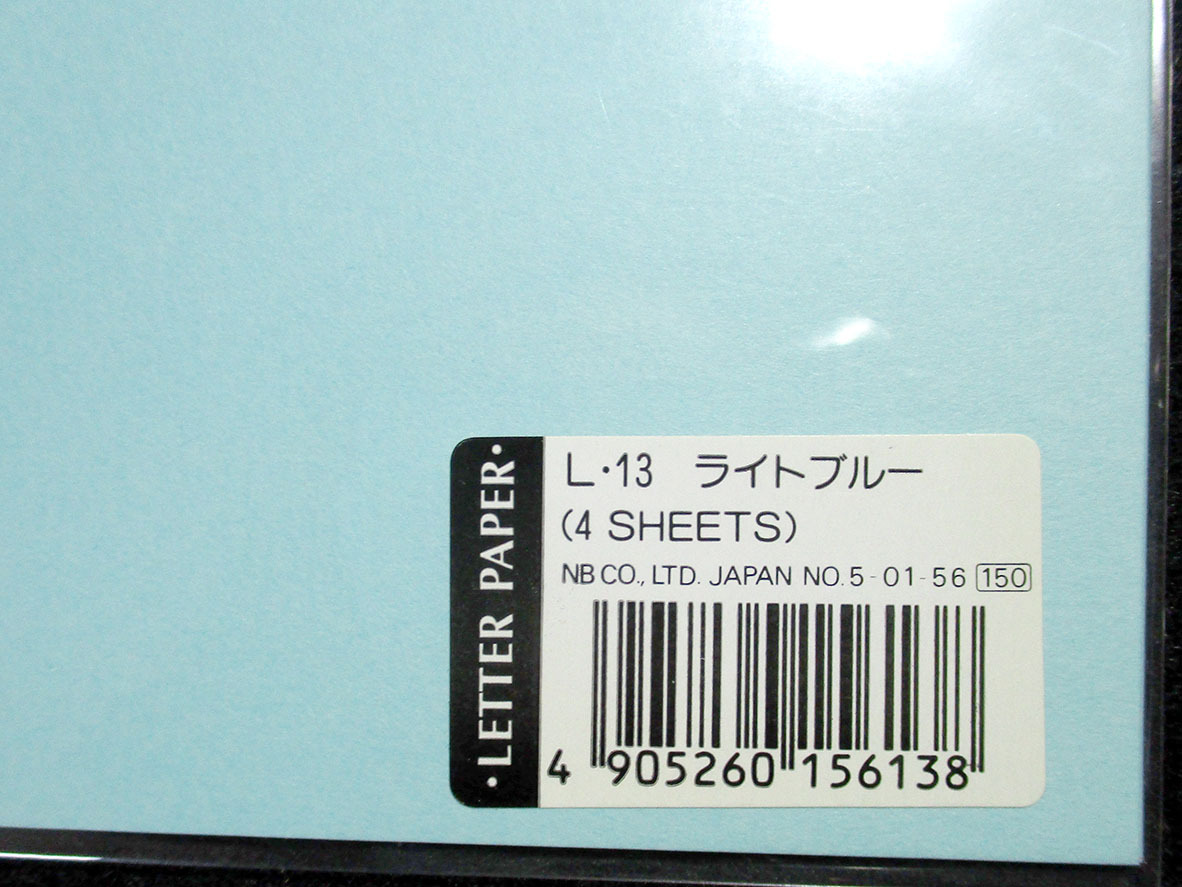 ·LETTER PAPER·
L·13 ライトブルー
(4 SHEETS)
NB CO., LTD. JAPAN NO.5-01-56 150
4 905260 156138